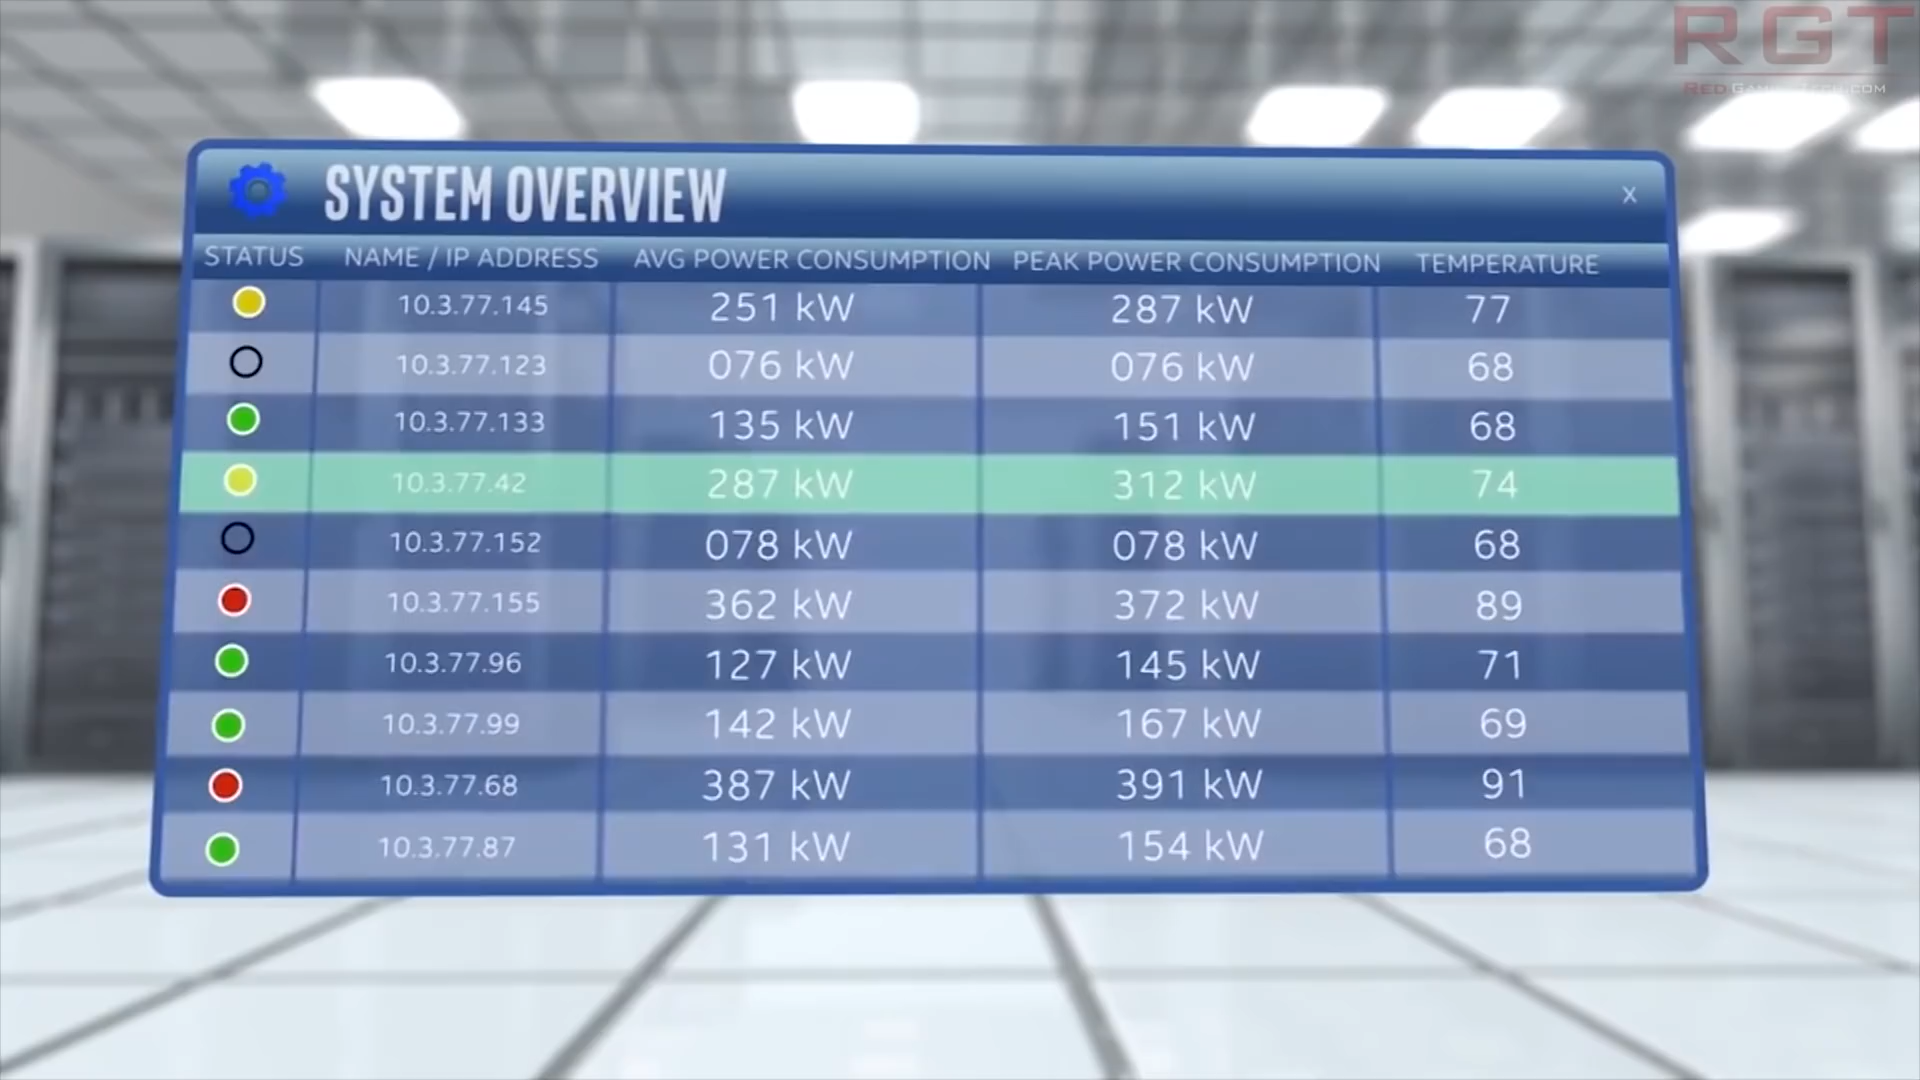 RGT
RED GAMINGTECH.COM
SYSTEM OVERVIEW
X
STATUS NAME / IP ADDRESS AVG POWER CONSUMPTION PEAK POWER CONSUMPTION TEMPERATURE
10.3.77.145 251 kW 287 kW 77
10.3.77.123 076 kW 076 kW 68
10.3.77.133 135 kW 151 kW 68
10.3.77.42 287 kW 312 kW 74
10.3.77.152 078 kW 078 kW 68
10.3.77.155 362 kW 372 kW 89
10.3.77.96 127 kW 145 kW 71
10.3.77.99 142 kW 167 kW 69
10.3.77.68 387 kW 391 kW 91
10.3.77.87 131 kW 154 kW 68